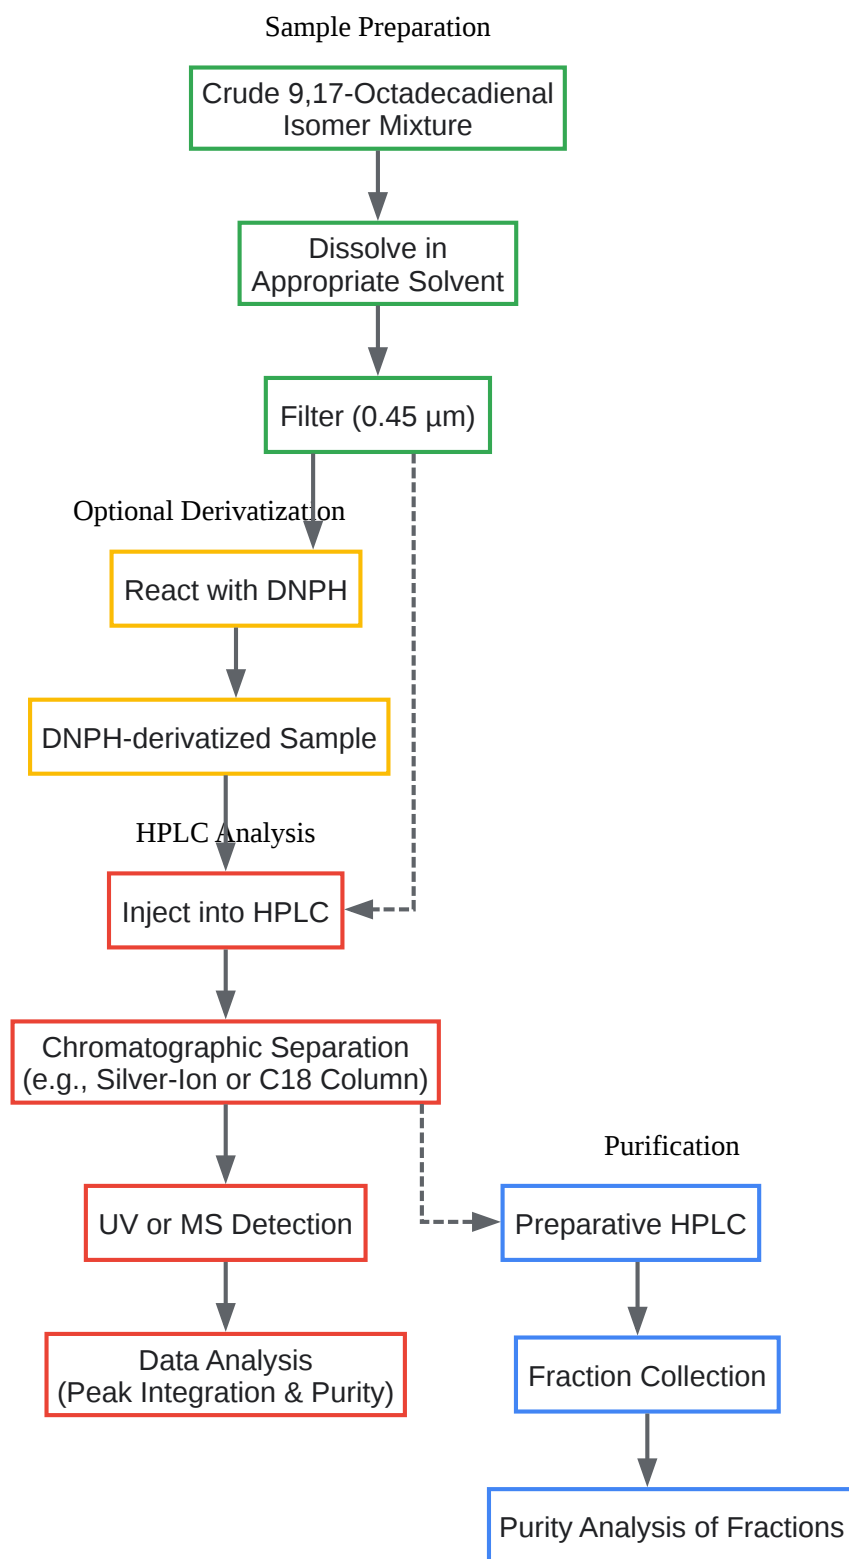 Sample Preparation
Crude 9,17-Octadecadienal
Isomer Mixture
Dissolve in
Appropriate Solvent
Filter (0.45 µm)
Optional Derivatization
React with DNPH
DNPH-derivatized Sample
HPLC Analysis
Inject into HPLC
Chromatographic Separation
(e.g., Silver-Ion or C18 Column)
UV or MS Detection
Data Analysis
(Peak Integration & Purity)
Purification
Preparative HPLC
Fraction Collection
Purity Analysis of Fractions